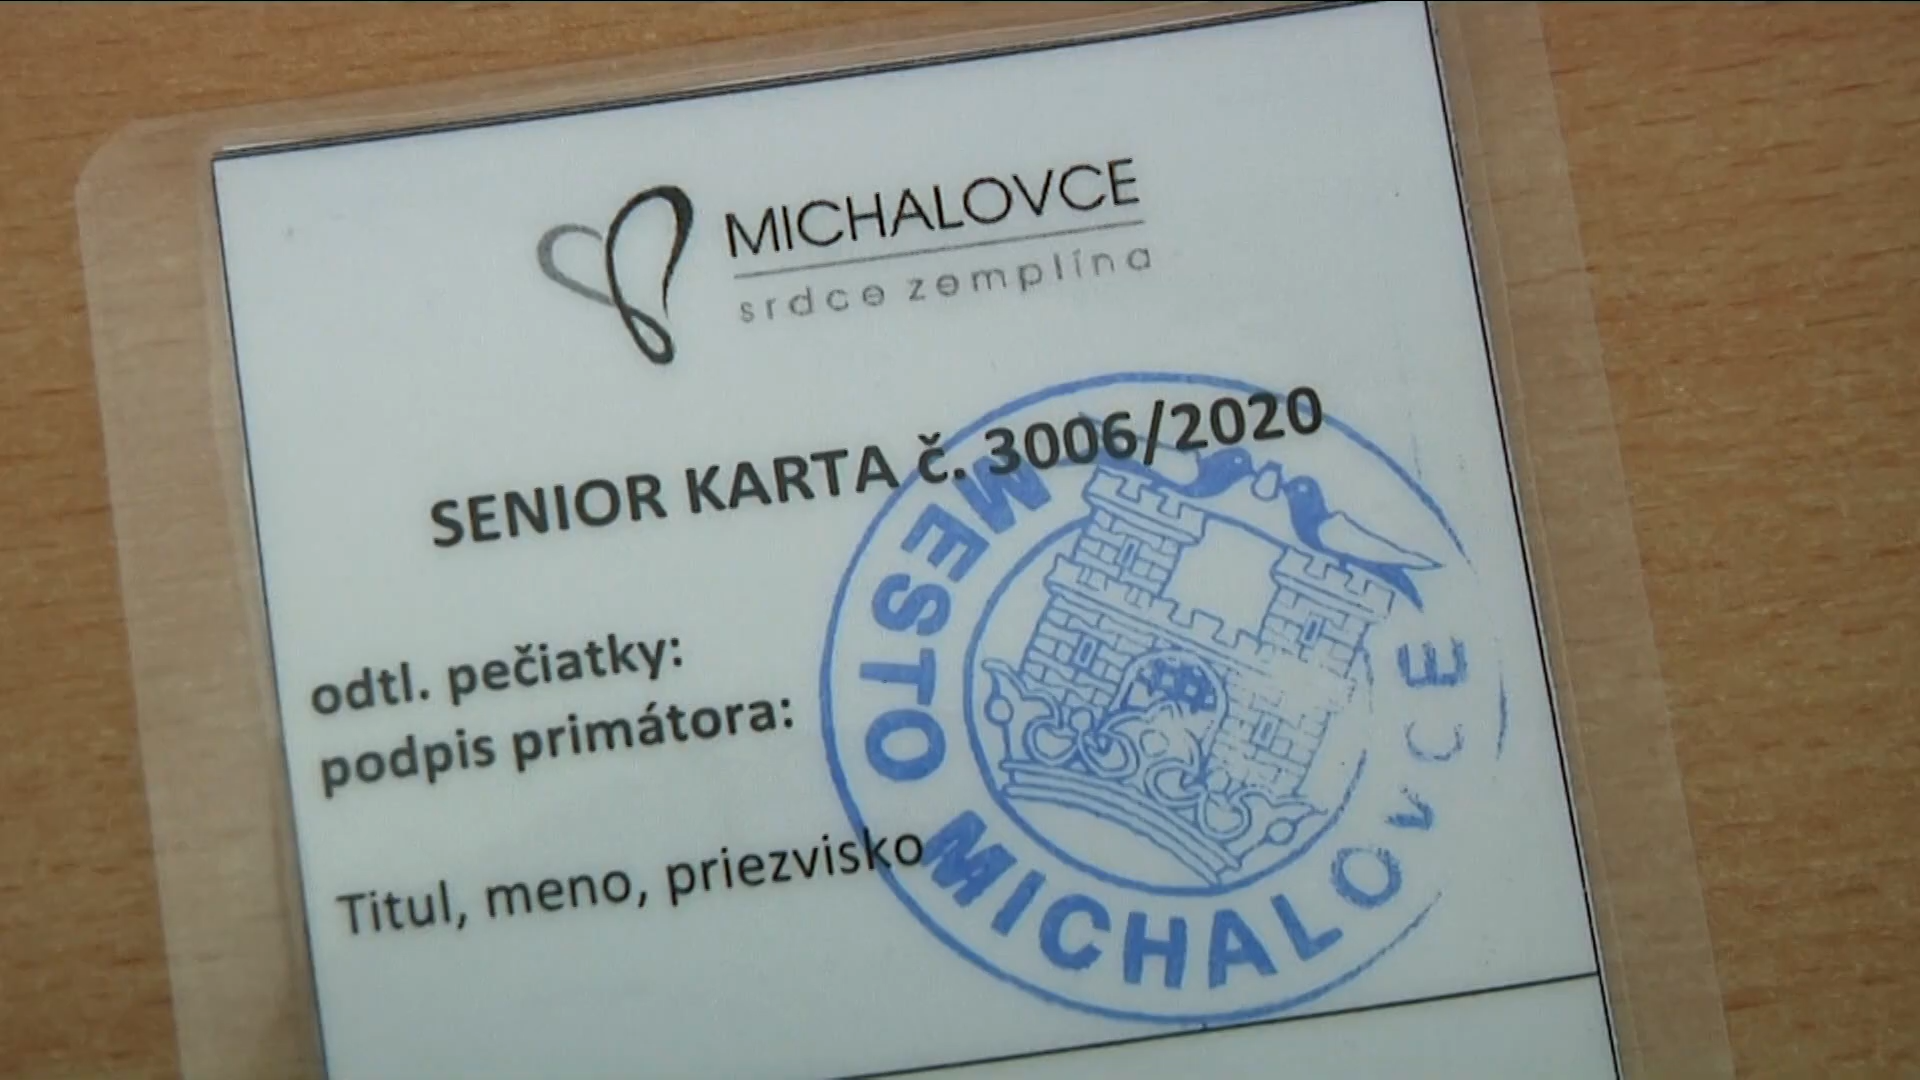 MICHALOVCE
srdce zemplína
SENIOR KARTA č. 3006/2020
odtl. pečiatky:
podpis primátora:
Titul, meno, priezvisko
MESTO MICHALOVCE